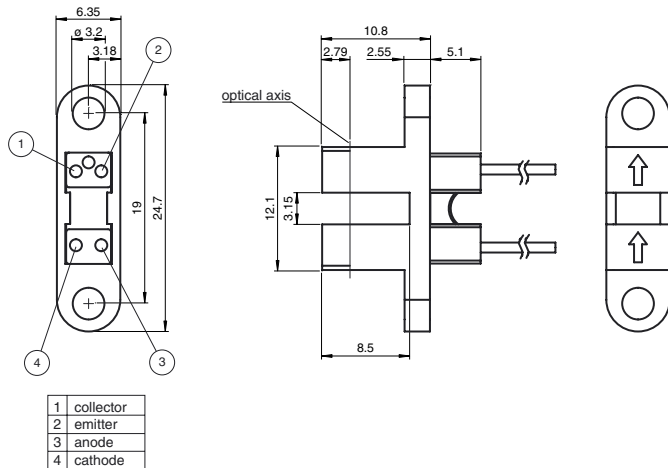 6.35
ø 3.2
3.18
2
1
19
24.7
4
3
10.8
2.79
2.55
5.1
optical axis
12.1
3.15
8.5
1 collector
2 emitter
3 anode
4 cathode